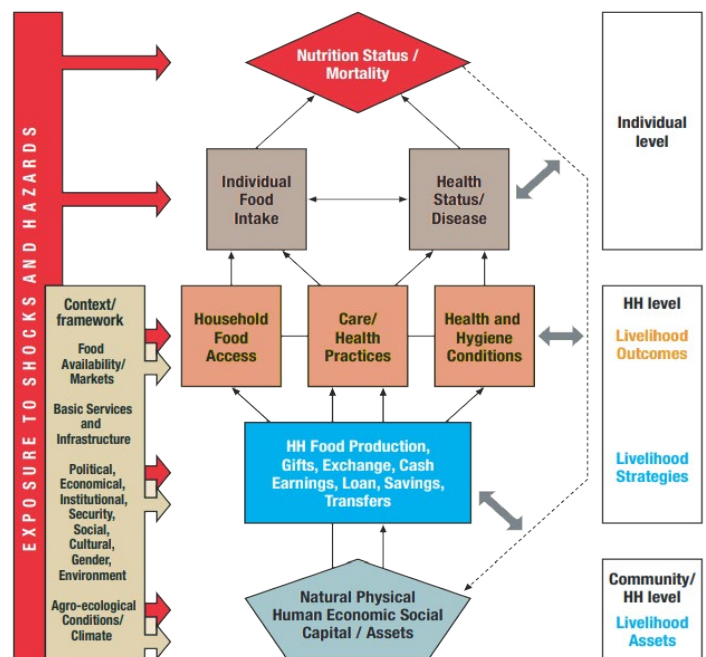 EXPOSURE TO SHOCKS AND HAZARDS
Nutrition Status /
Mortality
Individual
level
Individual
Food
Intake
Health
Status/
Disease
Context/
framework
Food
Availability/
Markets
Basic Services
and
Infrastructure
Political,
Economical,
Institutional,
Security,
Social,
Cultural,
Gender,
Environment
Agro-ecological
Conditions/
Climate
Household
Food
Access
Care/
Health
Practices
Health and
Hygiene
Conditions
HH level
Livelihood
Outcomes
HH Food Production,
Gifts, Exchange, Cash
Earnings, Loan, Savings,
Transfers
Livelihood
Strategies
Natural Physical
Human Economic Social
Capital / Assets
Community/
HH level
Livelihood
Assets